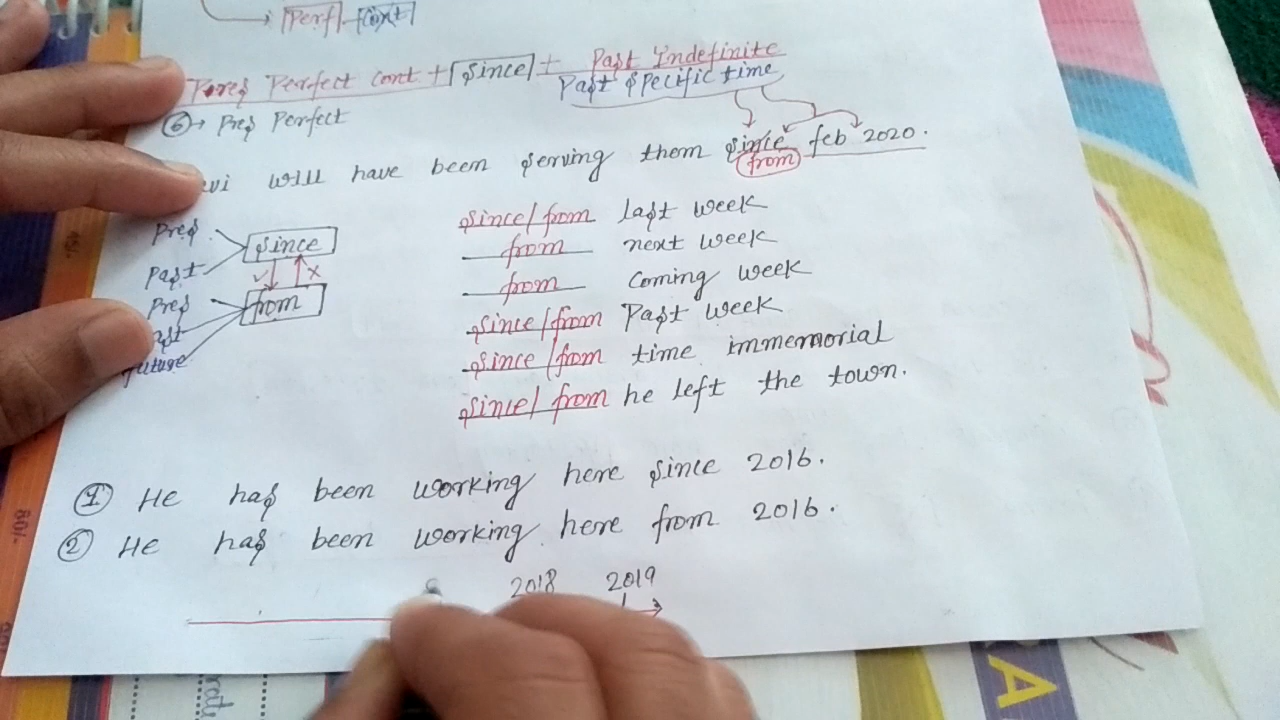 Perf Cont
Pres Perfect Cont + Since + Past Indefinite
Past specific time
6 → Pres Perfect
will have been serving them since feb 2020.
from
Pres
Past
since
Pres
from
future
since/from last week
from next week
from coming week
since/from Past week
since/from time immemorial
since/from he left the town.
1 He has been working here since 2016.
2 He has been working here from 2016.
2018 2019
80/-